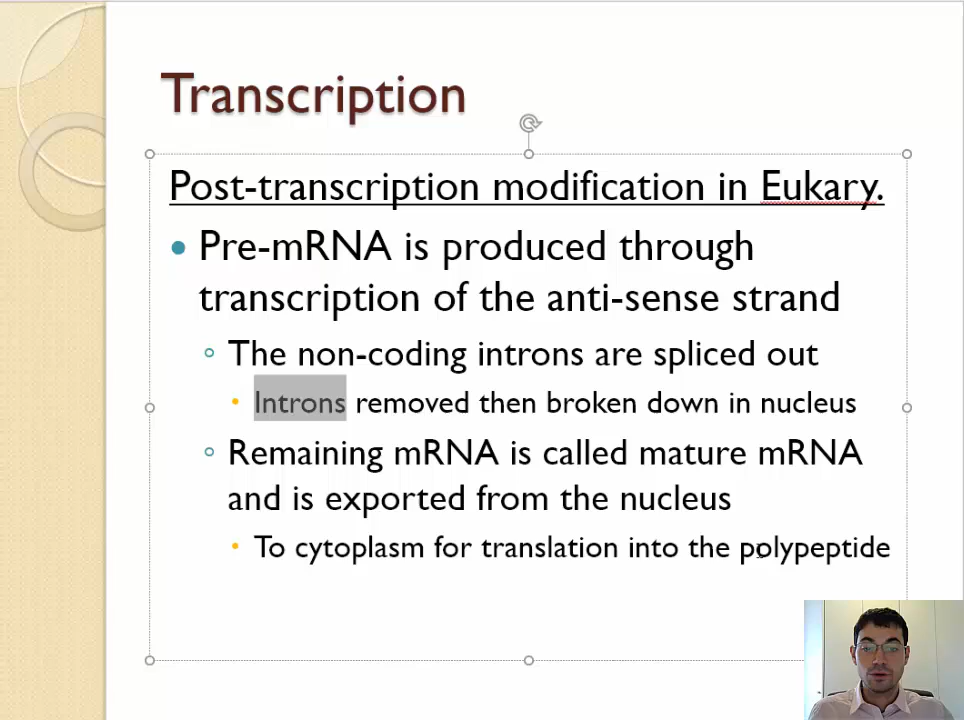 Transcription
Post-transcription modification in Eukary.
Pre-mRNA is produced through
transcription of the anti-sense strand
The non-coding introns are spliced out
Introns removed then broken down in nucleus
Remaining mRNA is called mature mRNA
and is exported from the nucleus
To cytoplasm for translation into the polypeptide